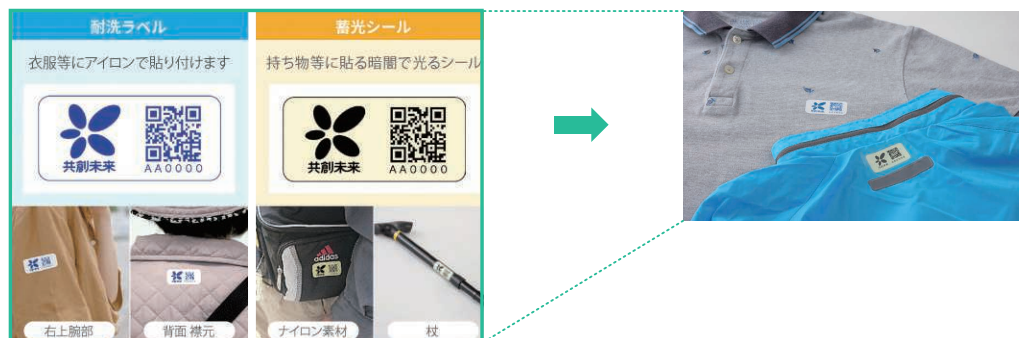 耐洗ラベル
衣服等にアイロンで貼り付けます
共創未来
AA0000
右上腕部
背面 襟元
蓄光シール
持ち物等に貼る暗闇で光るシール
共創未来
AA0000
adidas
ナイロン素材
杖